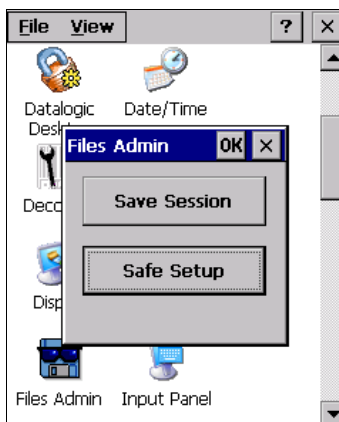 File View ? ×
Datalogic Date/Time
Files Admin OK ×
Save Session
Safe Setup
Files Admin Input Panel